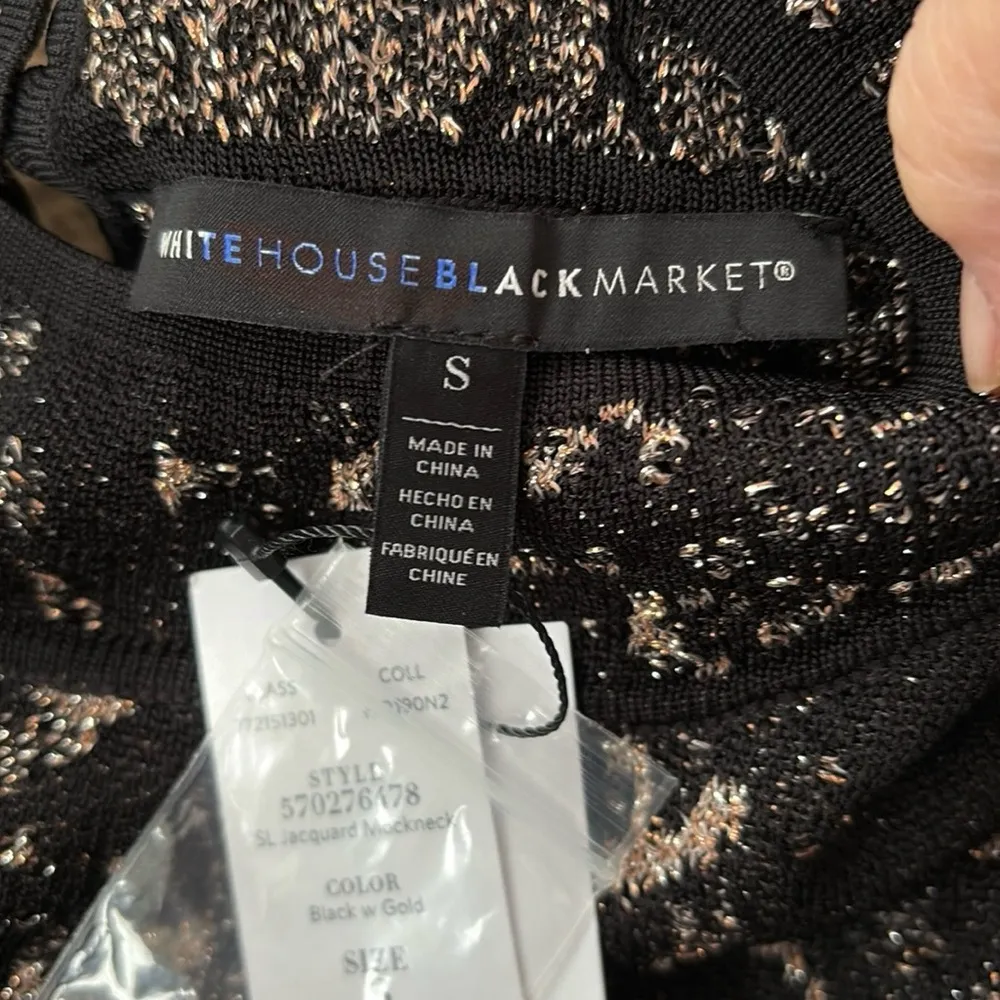 WHITE HOUSE BLACK MARKET®
S
MADE IN
CHINA
HECHO EN
CHINA
FABRIQUÉ EN
CHINE
COLL
STYLE
570276478
SL Jacquard Mockneck
COLOR
Black w Gold
SIZE